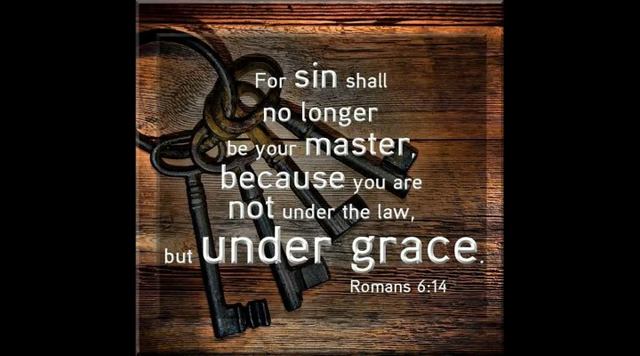 For sin shall
no longer
be your master,
because you are
not under the law,
but under grace.
Romans 6:14